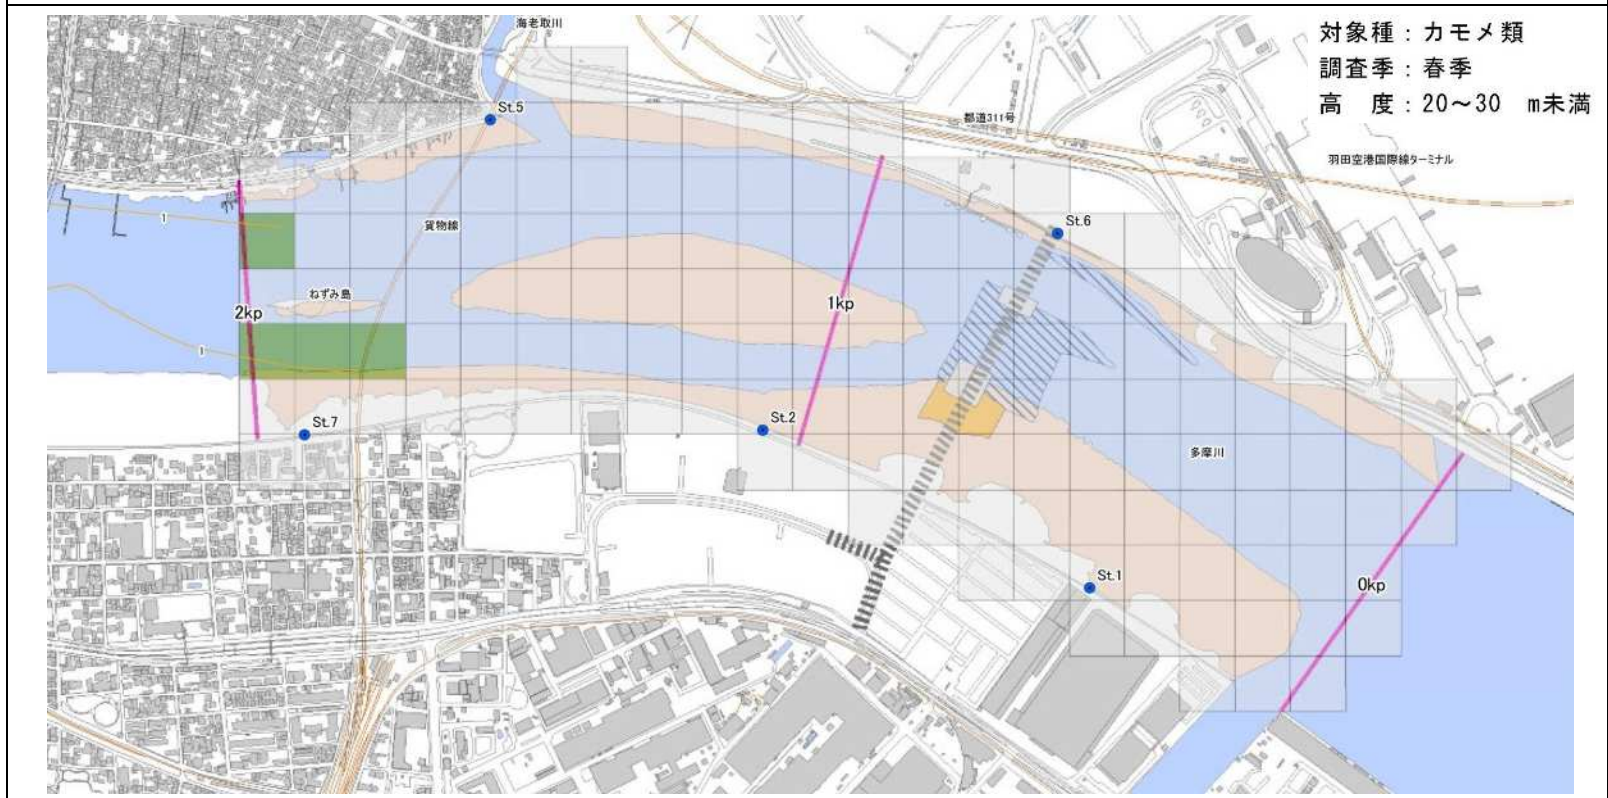 海老取川
対象種：カモメ類
調査季：春季
高　度：20～30　m未満
St.5
都道311号
羽田空港国際線ターミナル
1
貨物線
St.6
ねずみ島
2kp
1kp
1
St.7
St.2
多摩川
St.1
0kp